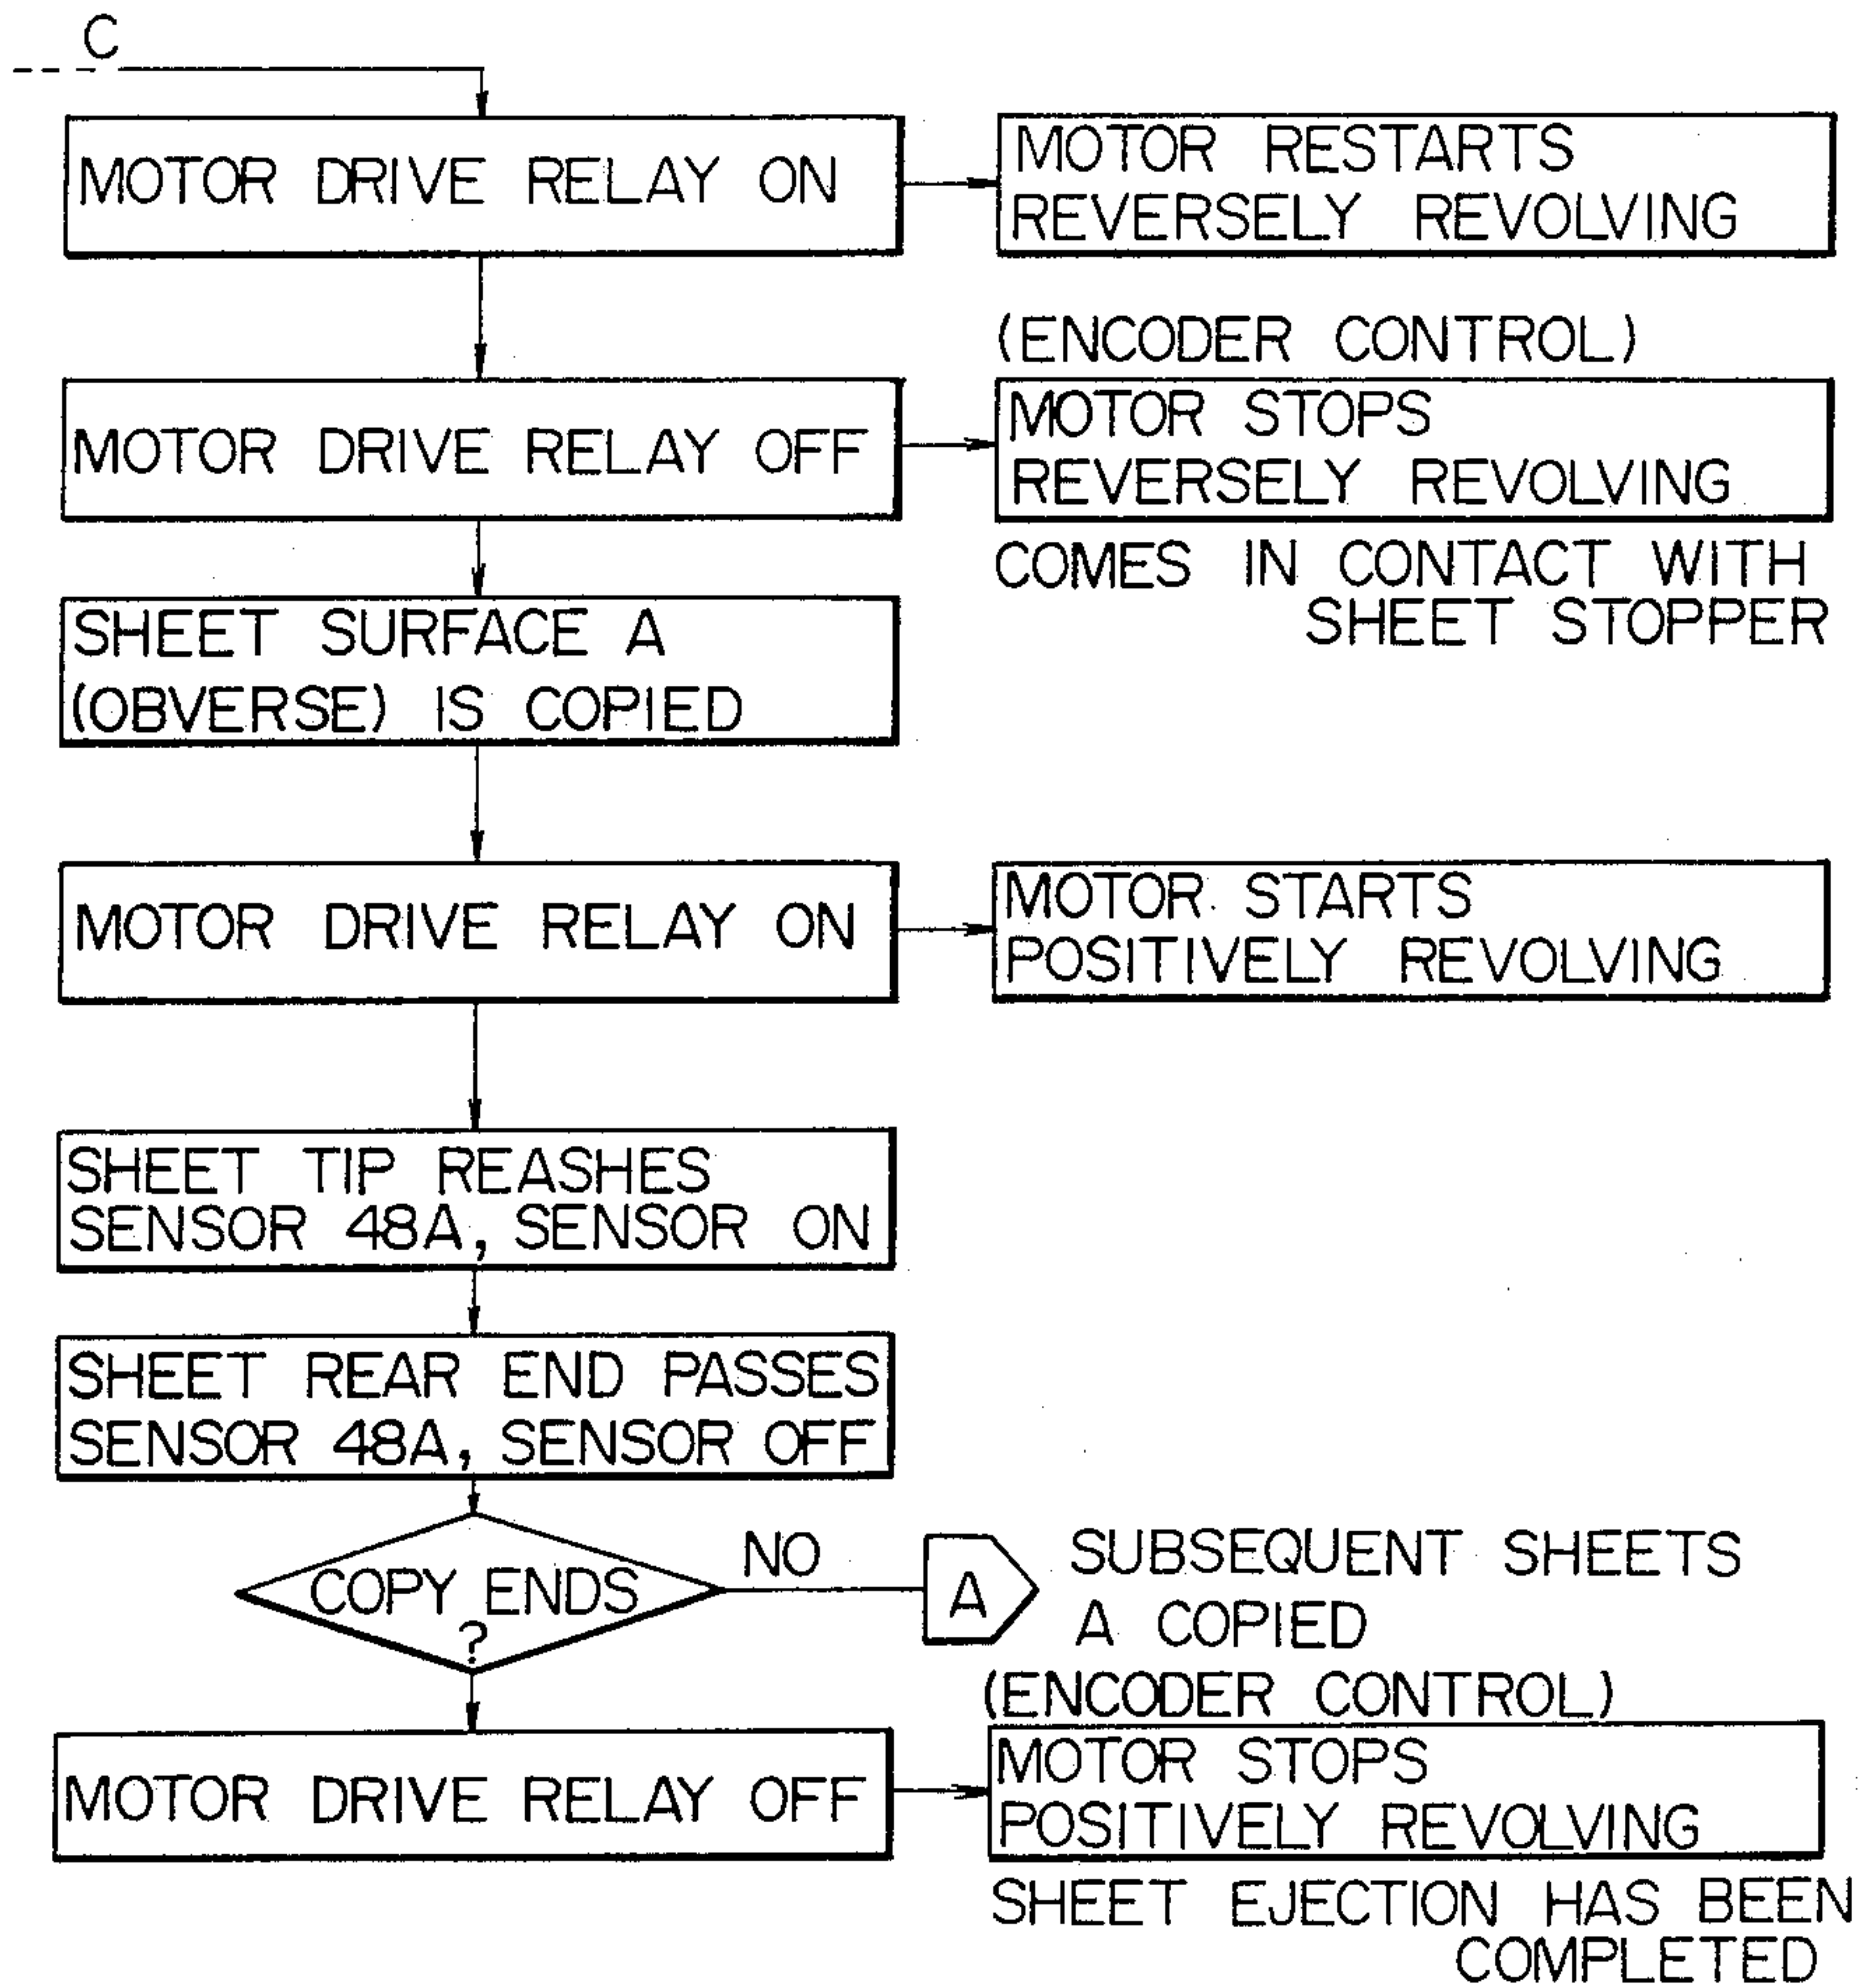 C
MOTOR DRIVE RELAY ON
MOTOR RESTARTS
REVERSELY REVOLVING
(ENCODER CONTROL)
MOTOR DRIVE RELAY OFF
MOTOR STOPS
REVERSELY REVOLVING
COMES IN CONTACT WITH
SHEET STOPPER
SHEET SURFACE A
(OBVERSE) IS COPIED
MOTOR DRIVE RELAY ON
MOTOR STARTS
POSITIVELY REVOLVING
SHEET TIP REASHES
SENSOR 48A, SENSOR ON
SHEET REAR END PASSES
SENSOR 48A, SENSOR OFF
COPY ENDS
?
NO
A
SUBSEQUENT SHEETS
A COPIED
(ENCODER CONTROL)
MOTOR DRIVE RELAY OFF
MOTOR STOPS
POSITIVELY REVOLVING
SHEET EJECTION HAS BEEN
COMPLETED